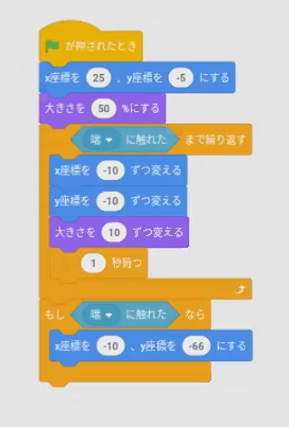 が押されたとき
x座標を 25 、y座標を -5 にする
大きさを 50 %にする
端 に触れた まで繰り返す
x座標を -10 ずつ変える
y座標を -10 ずつ変える
大きさを 10 ずつ変える
1 秒待つ
もし 端 に触れた なら
x座標を -10 、y座標を -66 にする